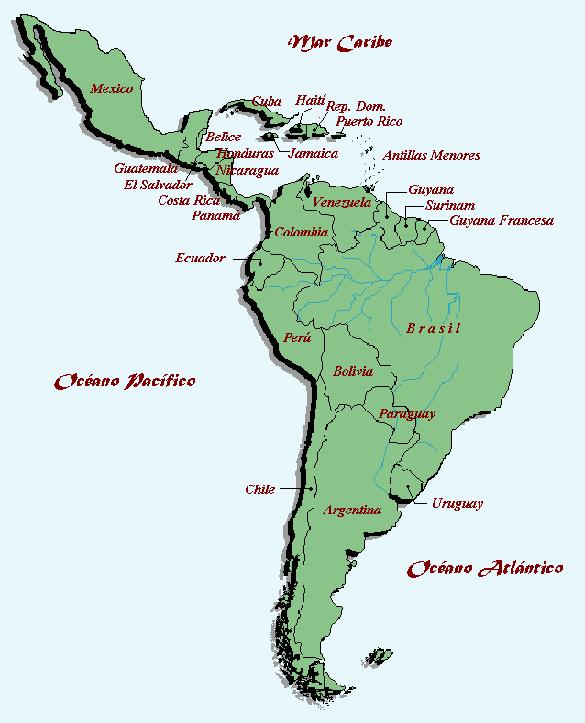 Mar Caribe
Mexico
Cuba
Haití
Rep. Dom.
Puerto Rico
Belice
Honduras
Jamaica
Antillas Menores
Guatemala
Nicaragua
El Salvador
Costa Rica
Panamá
Guyana
Venezuela
Surinam
Guyana Francesa
Colombia
Ecuador
Brasil
Perú
Bolivia
Océano Pacífico
Paraguay
Chile
Uruguay
Argentina
Océano Atlántico